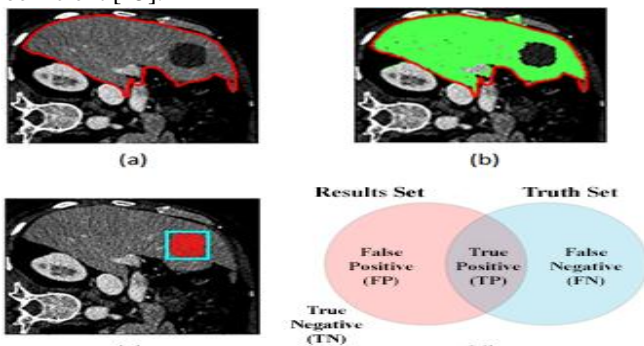 (a)
(b)
Results Set
Truth Set
False
Positive
(FP)
True
Positive
(TP)
False
Negative
(FN)
True
Negative
(TN)